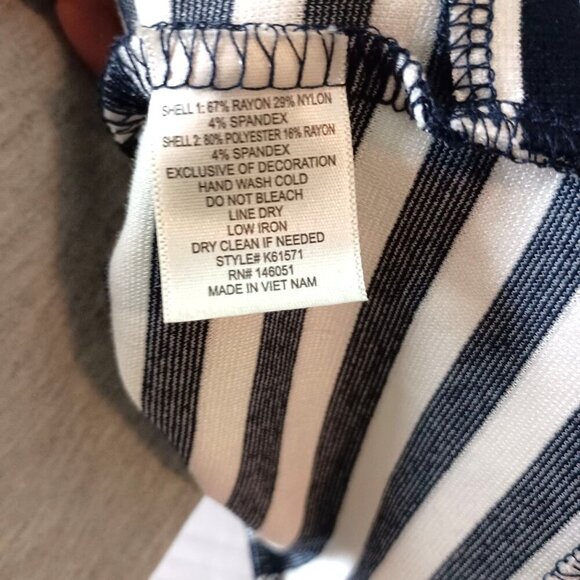 SHELL 1: 67% RAYON 29% NYLON
4% SPANDEX
SHELL 2: 80% POLYESTER 16% RAYON
4% SPANDEX
EXCLUSIVE OF DECORATION
HAND WASH COLD
DO NOT BLEACH
LINE DRY
LOW IRON
DRY CLEAN IF NEEDED
STYLE# K61571
RN# 146051
MADE IN VIET NAM